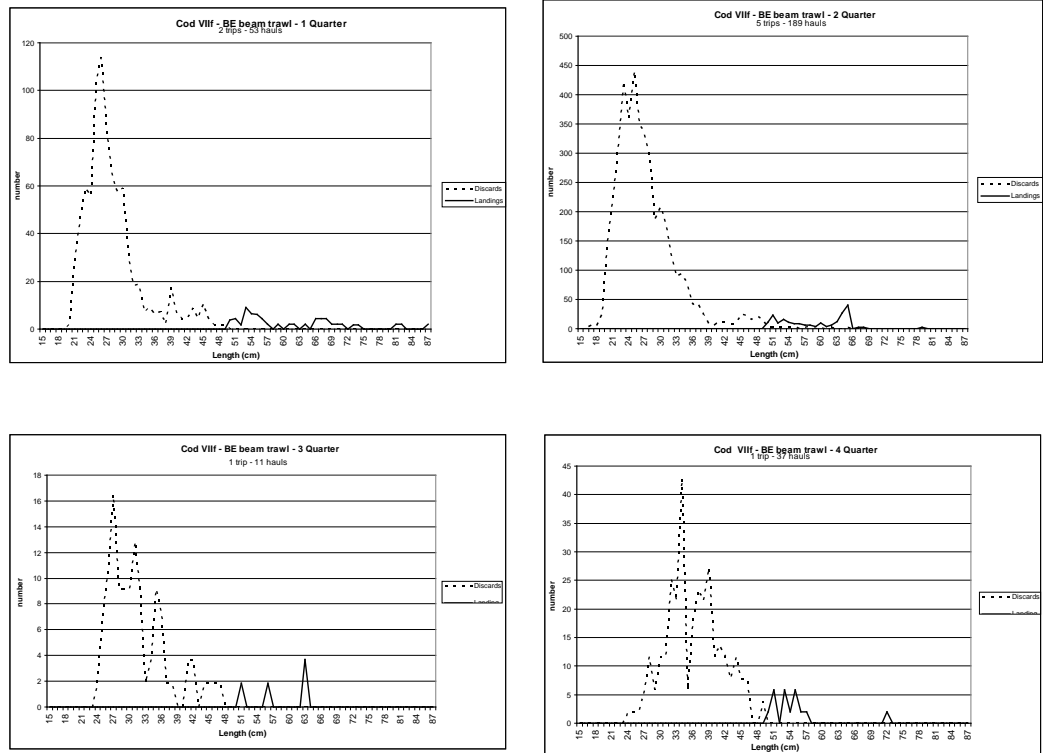 Cod VIIf - BE beam trawl - 1 Quarter
2 trips - 53 hauls
120
100
80
60
40
20
0
number
15 18 21 24 27 30 33 36 39 42 45 48 51 54 57 60 63 66 69 72 75 78 81 84 87
Length (cm)
Discards
Landings
Cod VIIf - BE beam trawl - 2 Quarter
5 trips - 189 hauls
500
450
400
350
300
250
200
150
100
50
0
number
15 18 21 24 27 30 33 36 39 42 45 48 51 54 57 60 63 66 69 72 75 78 81 84 87
Length (cm)
Discards
Landings
Cod VIIf - BE beam trawl - 3 Quarter
1 trip - 11 hauls
18
16
14
12
10
8
6
4
2
0
number
15 18 21 24 27 30 33 36 39 42 45 48 51 54 57 60 63 66 69 72 75 78 81 84 87
Length (cm)
Discards
Cod VIIf - BE beam trawl - 4 Quarter
1 trip - 37 hauls
45
40
35
30
25
20
15
10
5
0
number
15 18 21 24 27 30 33 36 39 42 45 48 51 54 57 60 63 66 69 72 75 78 81 84 87
Length (cm)
Discards